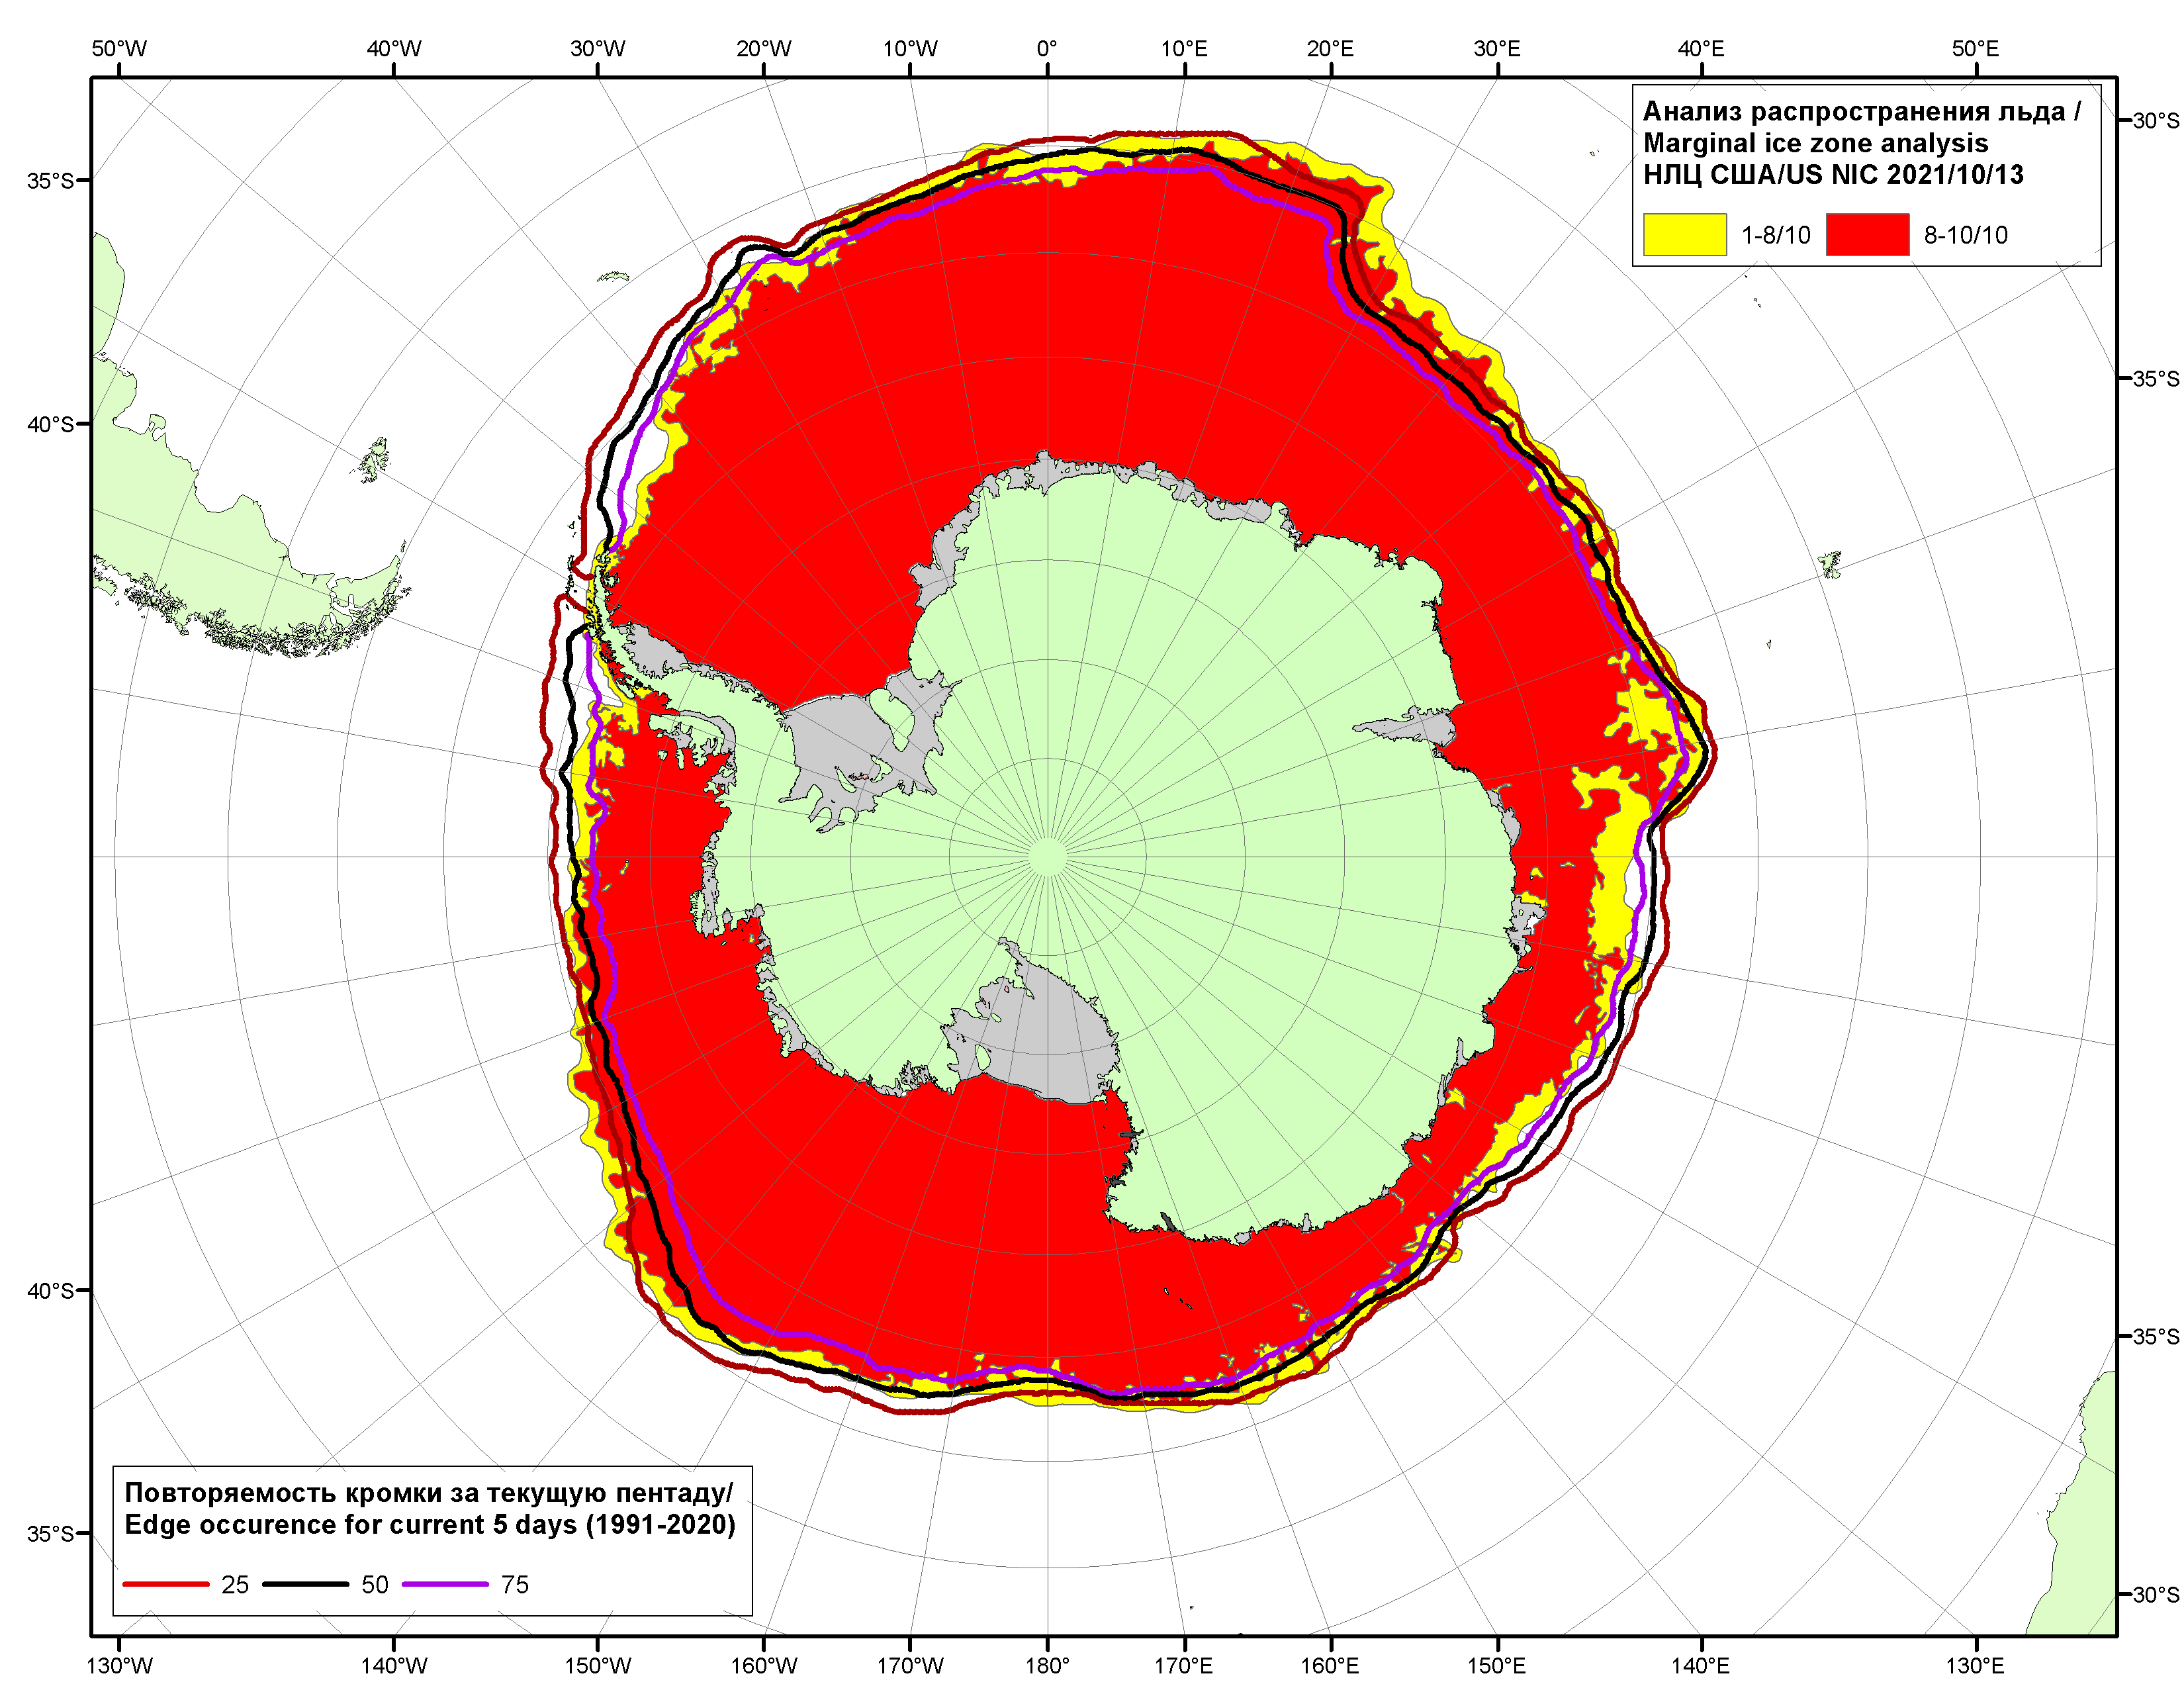 50°W 40°W 30°W 20°W 10°W 0° 10°E 20°E 30°E 40°E 50°E
Анализ распространения льда /
Marginal ice zone analysis
НЛЦ США/US NIC 2021/10/13
1-8/10 8-10/10
30°S
35°S
35°S
40°S
40°S
35°S
35°S
30°S
Повторяемость кромки за текущую пентаду/
Edge occurence for current 5 days (1991-2020)
25 50 75
130°W 140°W 150°W 160°W 170°W 180° 170°E 160°E 150°E 140°E 130°E